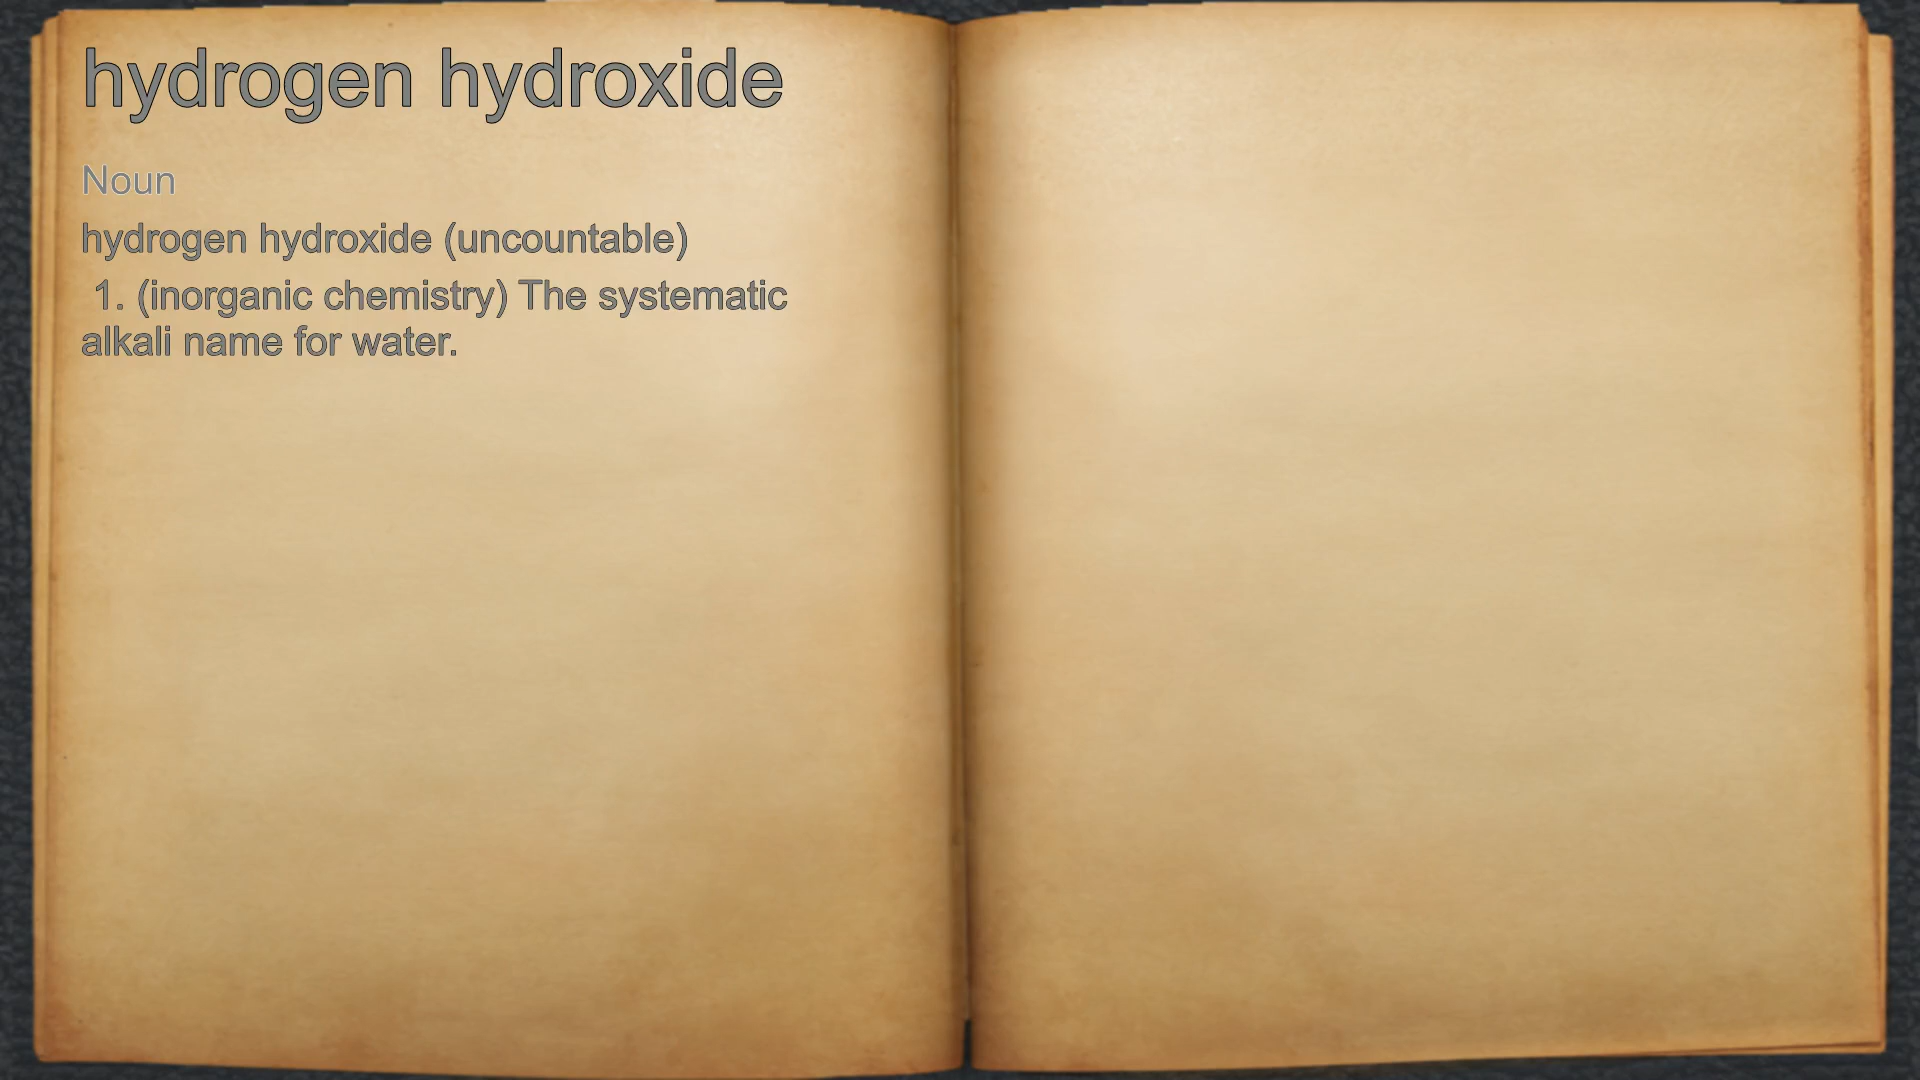 hydrogen hydroxide
Noun
hydrogen hydroxide (uncountable)
1. (inorganic chemistry) The systematic
alkali name for water.